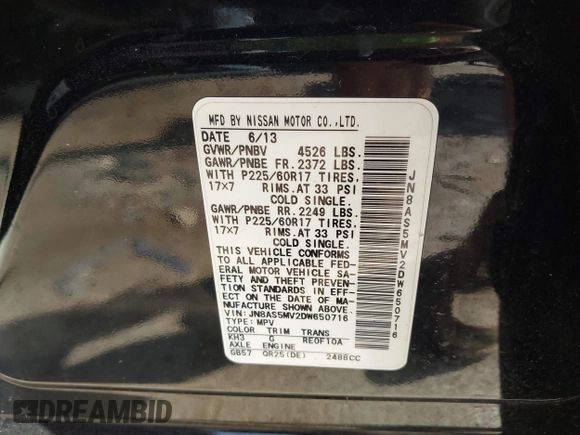 MFD BY NISSAN MOTOR CO.,LTD.
DATE 6/13
GVWR/PNBV 4526 LBS.
GAWR/PNBE FR. 2372 LBS.
WITH P225/60R17 TIRES.
17×7 RIMS.AT 33 PSI
COLD SINGLE.
GAWR/PNBE RR. 2249 LBS.
WITH P225/60R17 TIRES.
17×7 RIMS.AT 33 PSI
COLD SINGLE.
THIS VEHICLE CONFORMS
TO ALL APPLICABLE FED-
ERAL MOTOR VEHICLE SA-
FETY AND THEFT PREVEN-
TION STANDARDS IN EFF-
ECT ON THE DATE OF MA-
NUFACTURE SHOWN ABOVE.
VIN: JN8AS5MV2DW650716
TYPE: MPV
COLOR TRIM TRANS
KH3 G RE0F10A
AXLE ENGINE
GB57 QR25(DE) 2488CC
JN8AS5MV2DW650716
DREAMBID